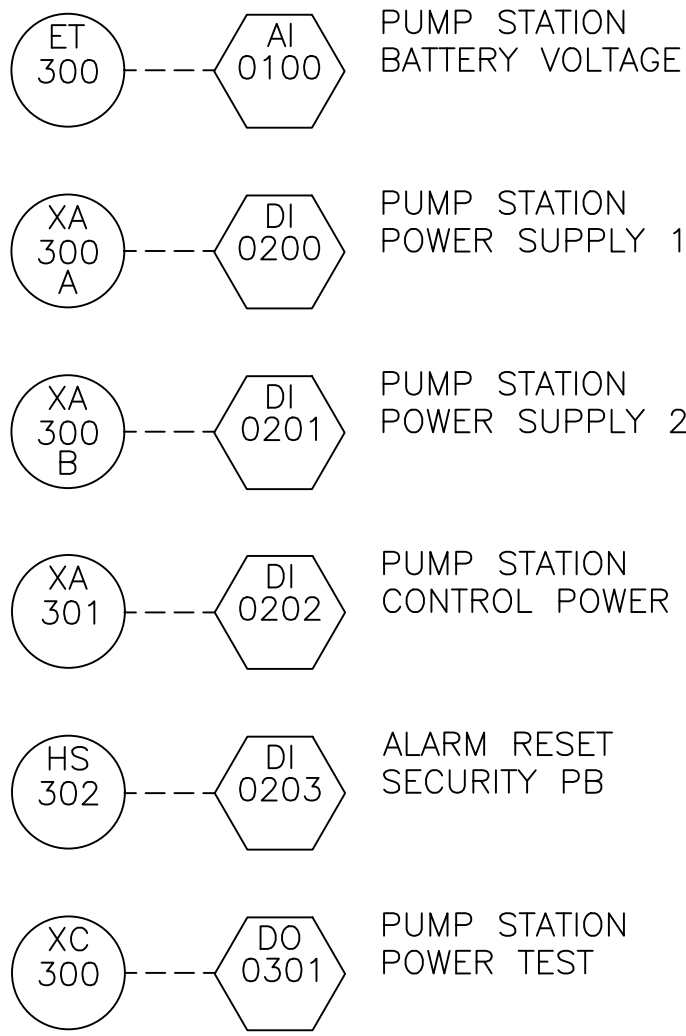 ET
300
AI
0100
PUMP STATION
BATTERY VOLTAGE
XA
300
A
DI
0200
PUMP STATION
POWER SUPPLY 1
XA
300
B
DI
0201
PUMP STATION
POWER SUPPLY 2
XA
301
DI
0202
PUMP STATION
CONTROL POWER
HS
302
DI
0203
ALARM RESET
SECURITY PB
XC
300
DO
0301
PUMP STATION
POWER TEST